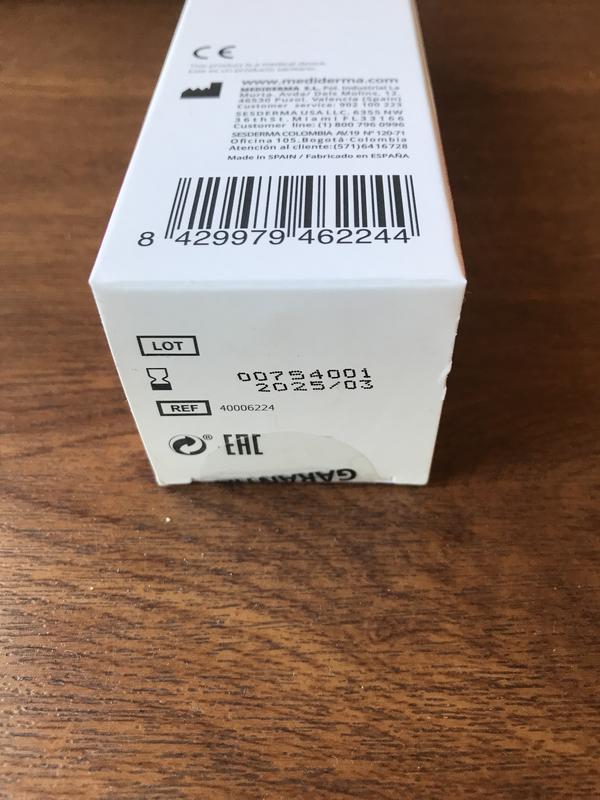 CE
This product is a medical device.
Este es un producto sanitario.
www.mediderma.com
MEDIDERMA S.L. Pol. Industrial La
Murta. Avda/ Dels Molins, 12.
46530 Puzol. Valencia (Spain)
Customer service: 902 100 223
SESDERMA USA LLC. 6355 NW
36th St. Miami FL 33166
Customer line: (1) 800 796 0996
SESDERMA COLOMBIA AV.19 Nº 120-71
Oficina 105. Bogotá-Colombia
Atención al cliente:(571)6416728
Made in SPAIN / Fabricado en ESPAÑA
8 429979 462244
LOT
00794001
2025/03
REF 40006224
® EAC